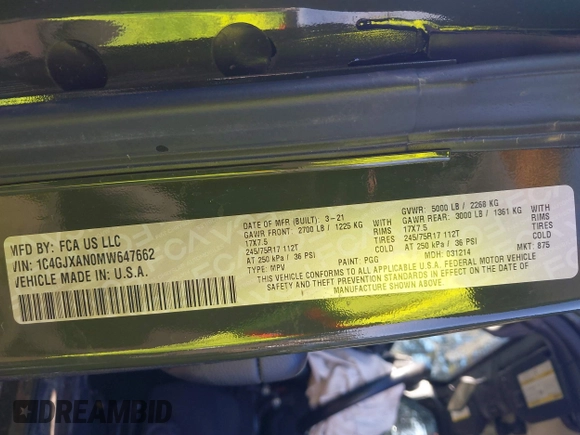 MFD BY: FCA US LLC
VIN: 1C4GJXAN0MW647662
VEHICLE MADE IN: U.S.A.
DATE OF MFR (BUILT): 3-21
GAWR FRONT: 2700 LB / 1225 KG WITH
17X7.5 RIMS
245/75R17 112T TIRES
AT 250 kPa / 36 PSI COLD
TYPE: MPV PAINT: PGG
GVWR: 5000 LB / 2268 KG
GAWR REAR: 3000 LB / 1361 KG WITH
17X7.5 RIMS
245/75R17 112T TIRES
AT 250 kPa / 36 PSI COLD
MDH: 031214 MKT: 875
THIS VEHICLE CONFORMS TO ALL APPLICABLE U.S.A. FEDERAL MOTOR VEHICLE
SAFETY AND THEFT PREVENTION STANDARDS IN EFFECT ON THE DATE OF
MANUFACTURE SHOWN ABOVE
DREAMBID